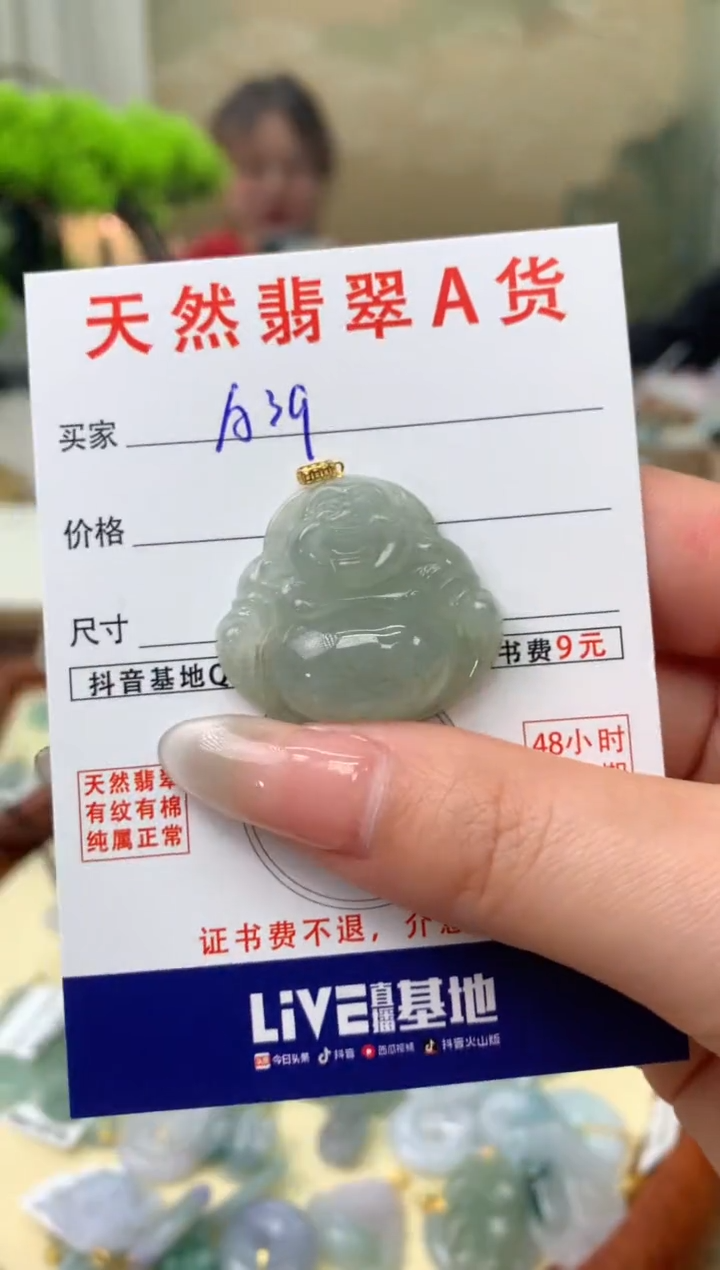 天然翡翠A货
买家 A39
价格
尺寸
抖音基地Q
书费9元
48小时
天然翡翠
有纹有棉
纯属正常
证书费不退，介意
LiVE直播基地
今日头条 抖音 西瓜视频 抖音火山版